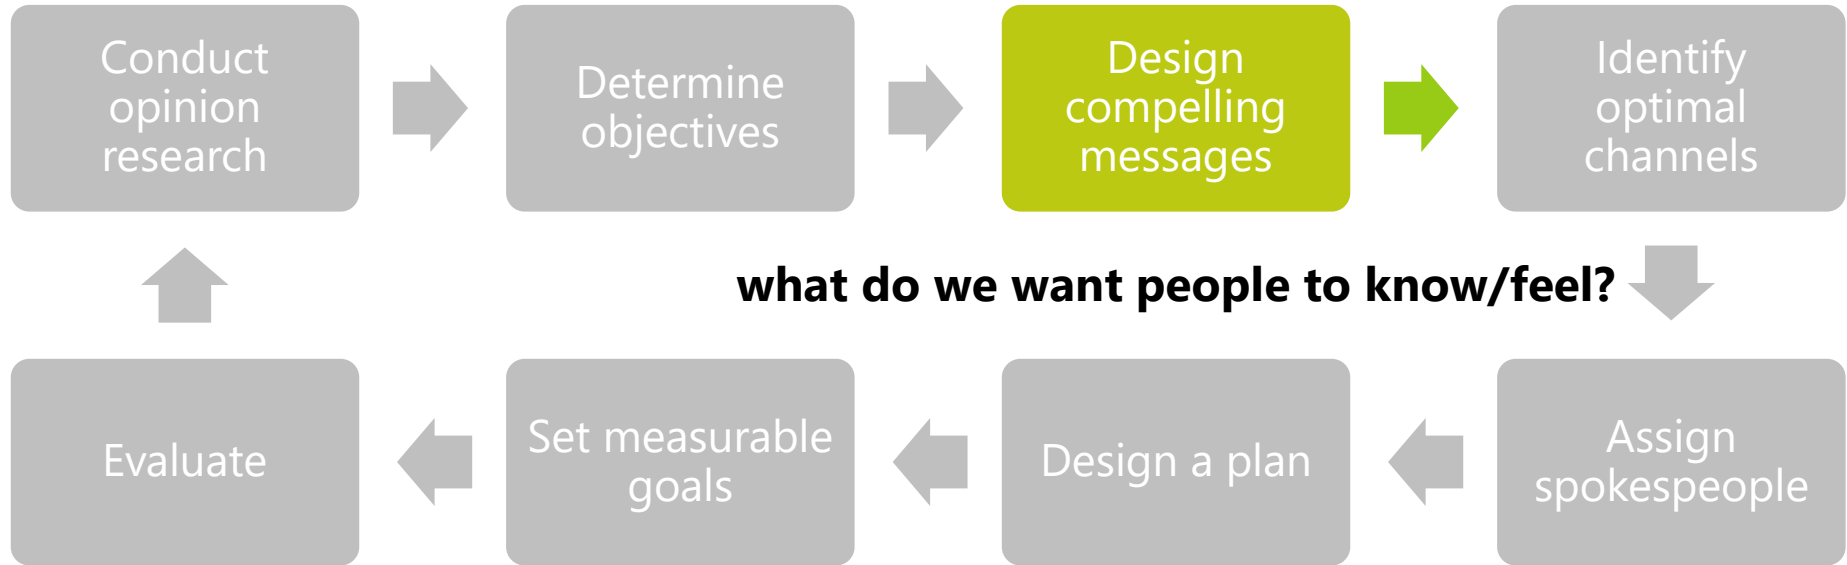 Conduct
opinion
research
Determine
objectives
Design
compelling
messages
Identify
optimal
channels
what do we want people to know/feel?
Evaluate
Set measurable
goals
Design a plan
Assign
spokespeople